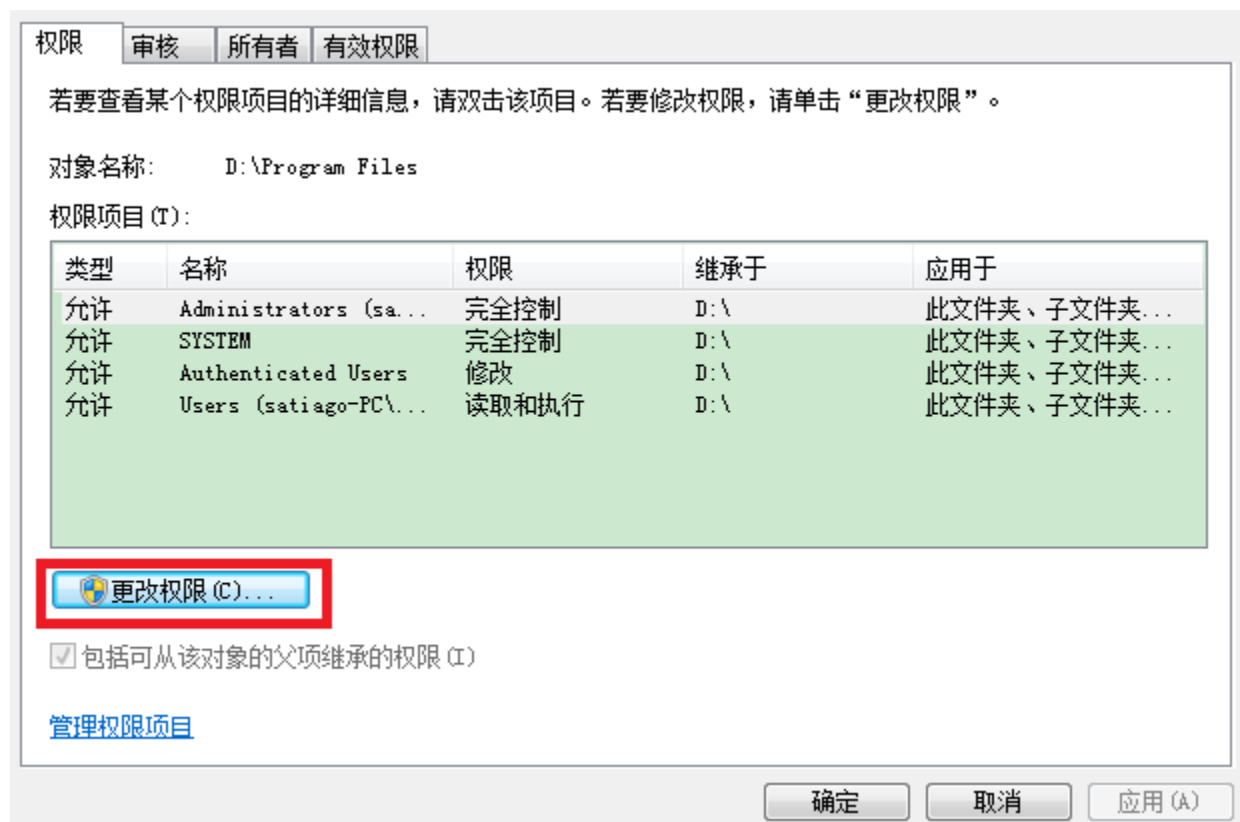 权限 审核 所有者 有效权限
若要查看某个权限项目的详细信息，请双击该项目。若要修改权限，请单击“更改权限”。
对象名称: D:\Program Files
权限项目(T):
类型 名称 权限 继承于 应用于
允许 Administrators (sa... 完全控制 D:\ 此文件夹、子文件夹...
允许 SYSTEM 完全控制 D:\ 此文件夹、子文件夹...
允许 Authenticated Users 修改 D:\ 此文件夹、子文件夹...
允许 Users (satiago-PC\... 读取和执行 D:\ 此文件夹、子文件夹...
更改权限(C)...
包括可从该对象的父项继承的权限(I)
管理权限项目
确定 取消 应用(A)